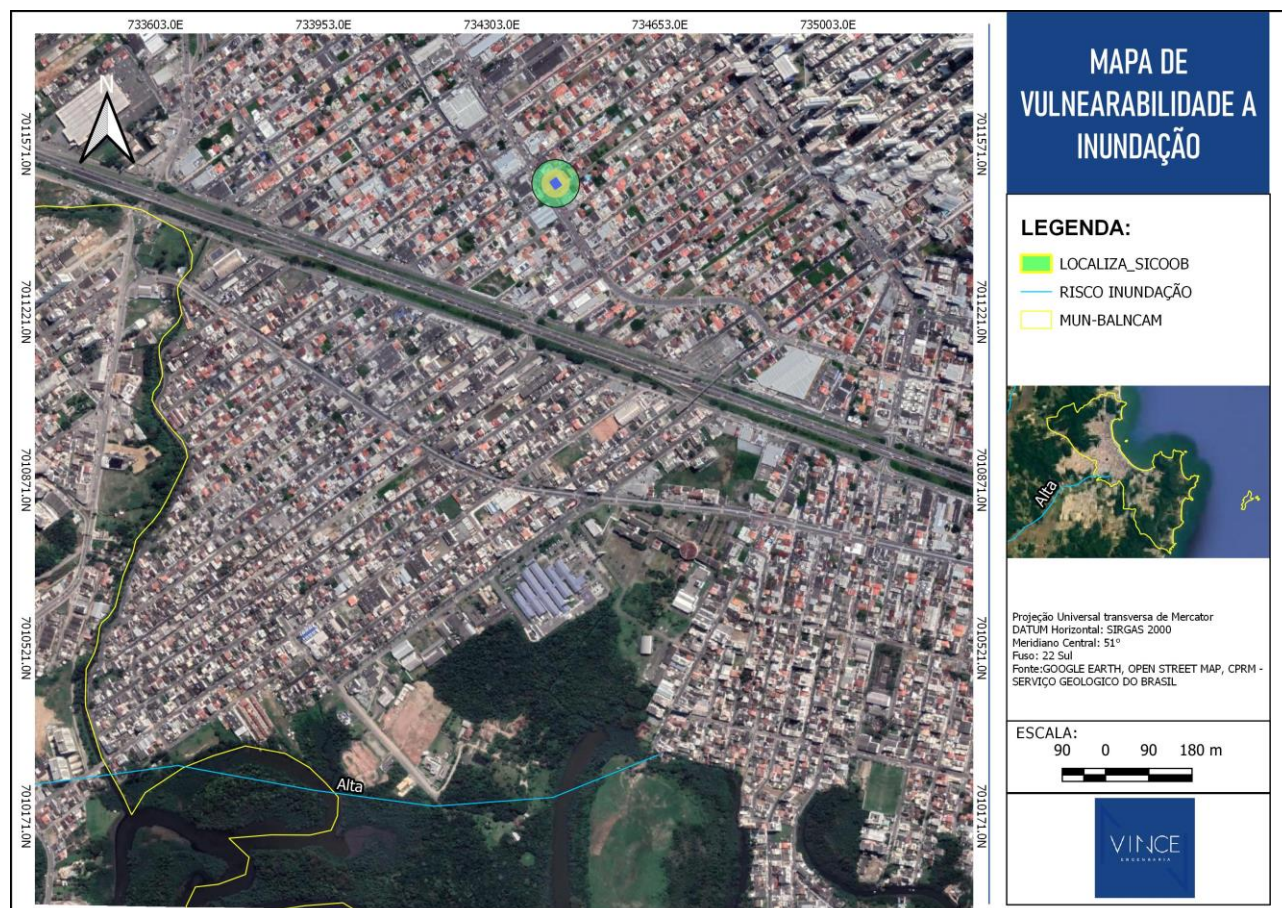 733603.0E
733953.0E
734303.0E
734653.0E
735003.0E
7011571.0N
7011221.0N
7010871.0N
7010521.0N
7010171.0N
N
Alta
7011571.0N
7011221.0N
7010871.0N
7010521.0N
7010171.0N
MAPA DE
VULNEARABILIDADE A
INUNDAÇÃO
LEGENDA:
LOCALIZA_SICOOB
RISCO INUNDAÇÃO
MUN-BALNCAM
Alta
Projeção Universal transversa de Mercator
DATUM Horizontal: SIRGAS 2000
Meridiano Central: 51º
Fuso: 22 Sul
Fonte:GOOGLE EARTH, OPEN STREET MAP, CPRM -
SERVIÇO GEOLOGICO DO BRASIL
ESCALA:
90 0 90 180 m
VINCE
ENGENHARIA